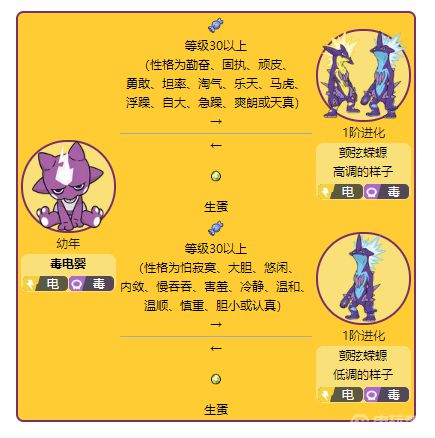 等级30以上
（性格为勤奋、固执、顽皮、
勇敢、坦率、淘气、乐天、马虎、
浮躁、自大、急躁、爽朗或天真）
→
1阶进化
颤弦蝾螈
高调的样子
电 毒
←
生蛋
幼年
毒电婴
电 毒
等级30以上
（性格为怕寂寞、大胆、悠闲、
内敛、慢吞吞、害羞、冷静、温和、
温顺、慎重、胆小或认真）
→
1阶进化
颤弦蝾螈
低调的样子
电 毒
←
生蛋